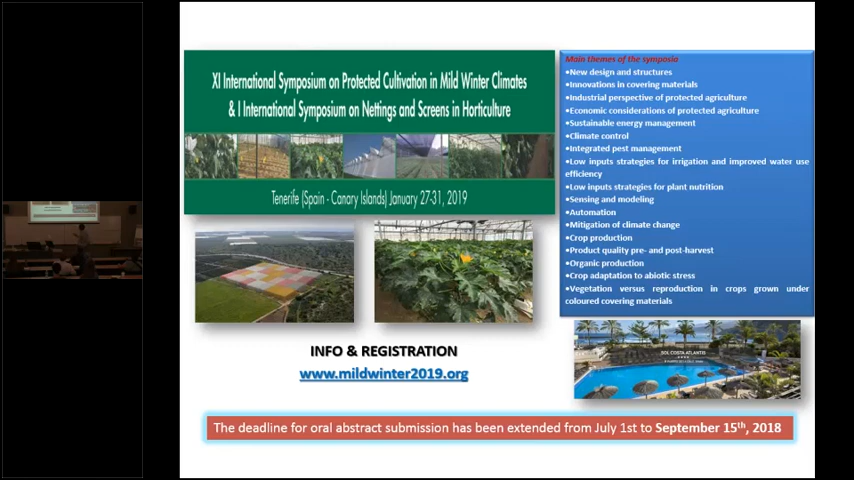 XI International Symposium on Protected Cultivation in Mild Winter Climates
& I International Symposium on Nettings and Screens in Horticulture
Tenerife (Spain - Canary Islands) January 27-31, 2019
INFO & REGISTRATION
www.mildwinter2019.org
Main themes of the symposia
•New design and structures
•Innovations in covering materials
•Industrial perspective of protected agriculture
•Economic considerations of protected agriculture
•Sustainable energy management
•Climate control
•Integrated pest management
•Low inputs strategies for irrigation and improved water use
efficiency
•Low inputs strategies for plant nutrition
•Sensing and modeling
•Automation
•Mitigation of climate change
•Crop production
•Product quality pre- and post-harvest
•Organic production
•Crop adaptation to abiotic stress
•Vegetation versus reproduction in crops grown under
coloured covering materials
SOL COSTA ATLANTIS
The deadline for oral abstract submission has been extended from July 1st to September 15th, 2018